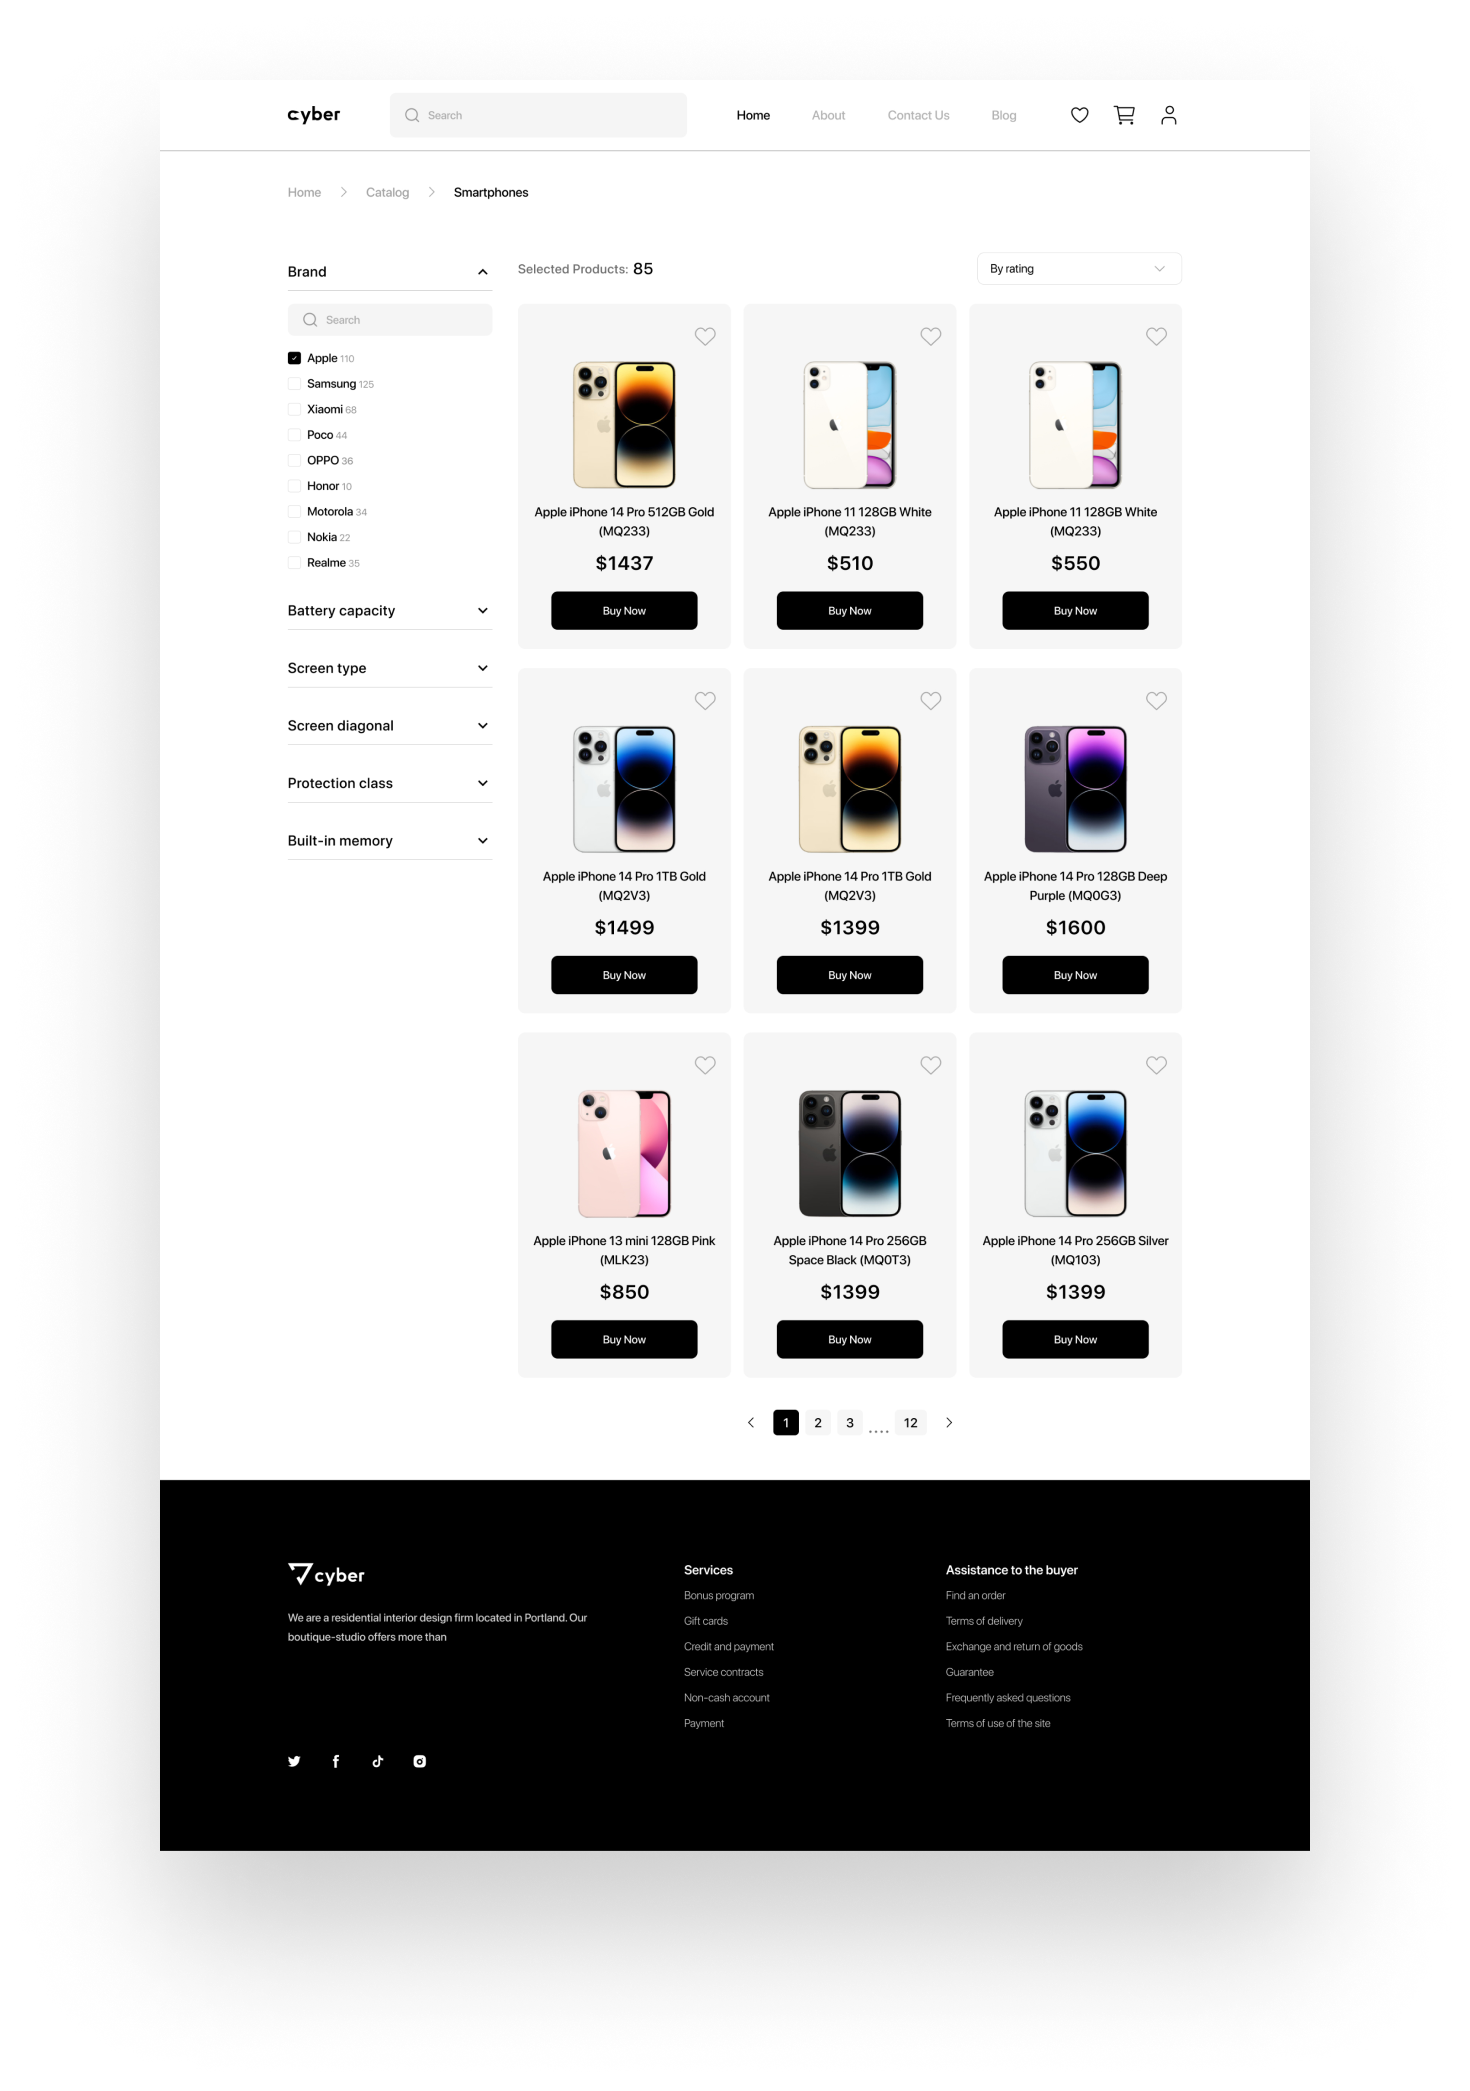 cyber
Search
Home
About
Contact Us
Blog
Home
Catalog
Smartphones
Brand
Search
Apple 110
Samsung 125
Xiaomi 68
Poco 44
OPPO 36
Honor 10
Motorola 34
Nokia 22
Realme 35
Battery capacity
Screen type
Screen diagonal
Protection class
Built-in memory
Selected Products: 85
By rating
Apple iPhone 14 Pro 512GB Gold
(MQ233)
$1437
Buy Now
Apple iPhone 11 128GB White
(MQ233)
$510
Buy Now
Apple iPhone 11 128GB White
(MQ233)
$550
Buy Now
Apple iPhone 14 Pro 1TB Gold
(MQ2V3)
$1499
Buy Now
Apple iPhone 14 Pro 1TB Gold
(MQ2V3)
$1399
Buy Now
Apple iPhone 14 Pro 128GB Deep
Purple (MQ0G3)
$1600
Buy Now
Apple iPhone 13 mini 128GB Pink
(MLK23)
$850
Buy Now
Apple iPhone 14 Pro 256GB
Space Black (MQ0T3)
$1399
Buy Now
Apple iPhone 14 Pro 256GB Silver
(MQ103)
$1399
Buy Now
1 2 3 .... 12
cyber
We are a residential interior design firm located in Portland. Our
boutique-studio offers more than
Services
Bonus program
Gift cards
Credit and payment
Service contracts
Non-cash account
Payment
Assistance to the buyer
Find an order
Terms of delivery
Exchange and return of goods
Guarantee
Frequently asked questions
Terms of use of the site